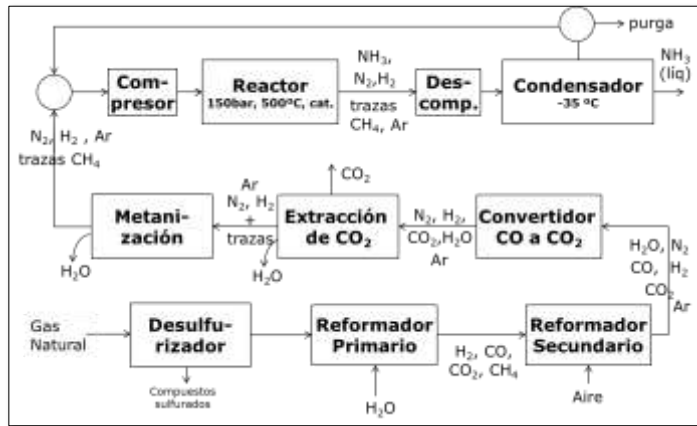 purga
NH₃,
N₂,H₂
trazas
CH₄, Ar
NH₃
(líq)
Com-
presor
Reactor
150bar, 500ºC, cat.
Des-
comp.
Condensador
-35 ºC
N₂, H₂ , Ar
trazas CH₄
CO₂
Metani-
zación
Ar
N₂, H₂
+
trazas
Extracción
de CO₂
N₂, H₂,
CO₂,H₂O
Ar
Convertidor
CO a CO₂
H₂O, N₂
CO, H₂
CO₂
Ar
H₂O
H₂O
Gas
Natural
Desulfu-
rizador
Reformador
Primario
H₂, CO,
CO₂, CH₄
Reformador
Secundario
Compuestos
sulfurados
H₂O
Aire